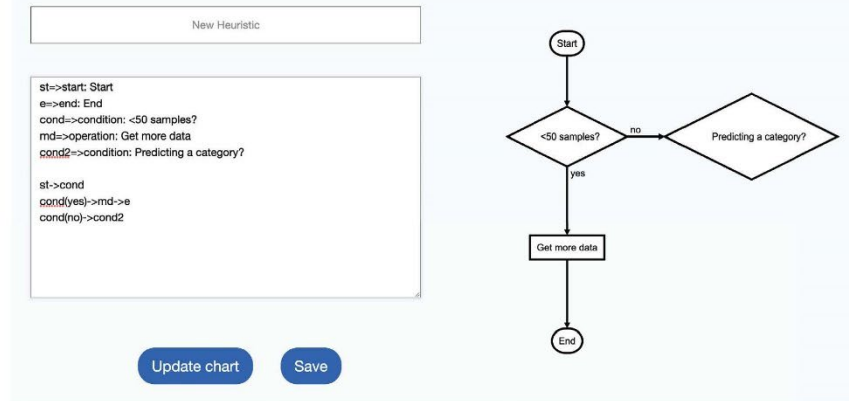 New Heuristic
st=>start: Start
e=>end: End
cond=>condition: <50 samples?
md=>operation: Get more data
cond2=>condition: Predicting a category?
st->cond
cond(yes)->md->e
cond(no)->cond2
Update chart
Save
Start
<50 samples?
no
Predicting a category?
yes
Get more data
End